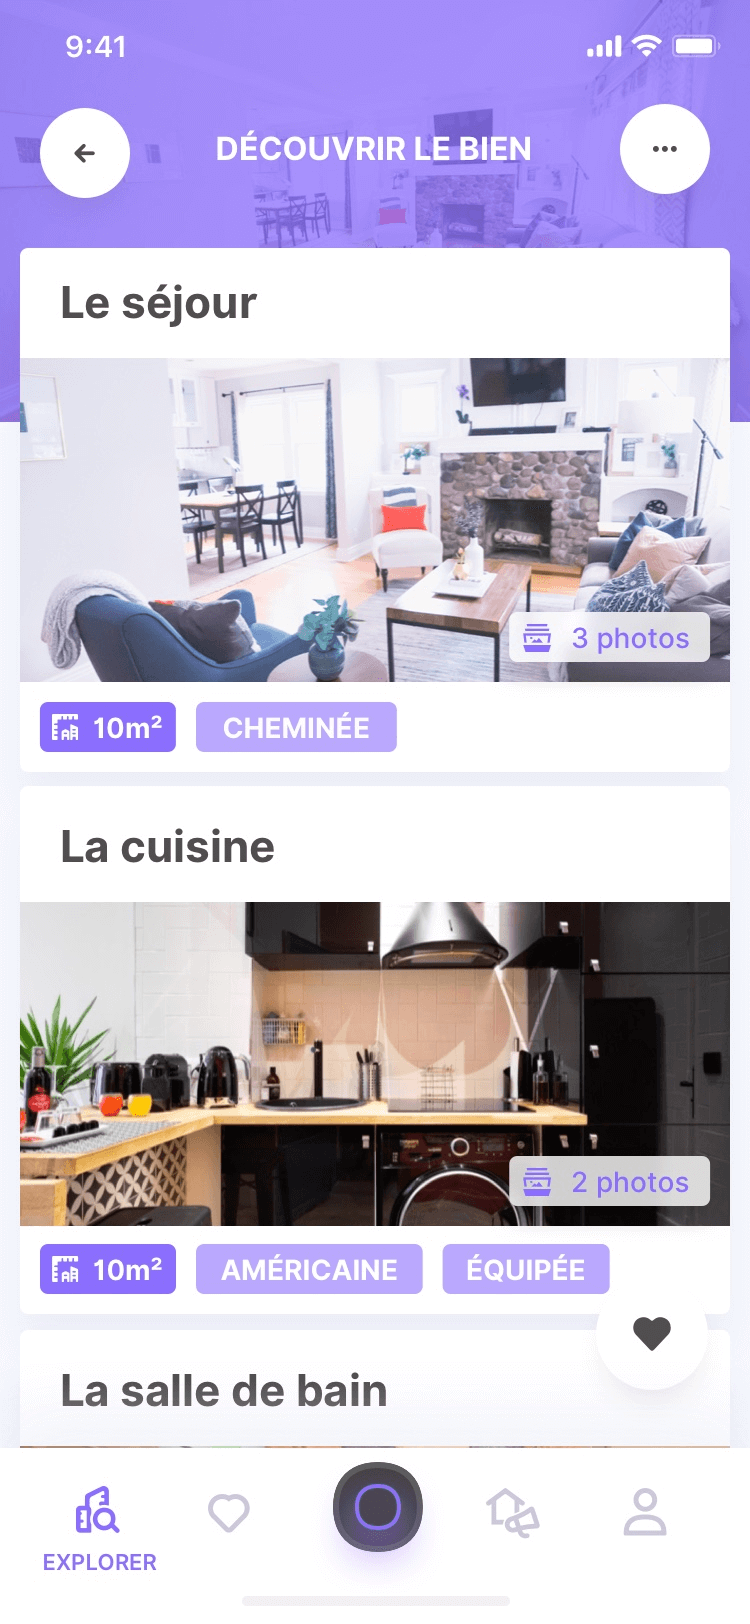 9:41
DÉCOUVRIR LE BIEN
Le séjour
3 photos
10m²
CHEMINÉE
La cuisine
2 photos
10m²
AMÉRICAINE
ÉQUIPÉE
La salle de bain
EXPLORER